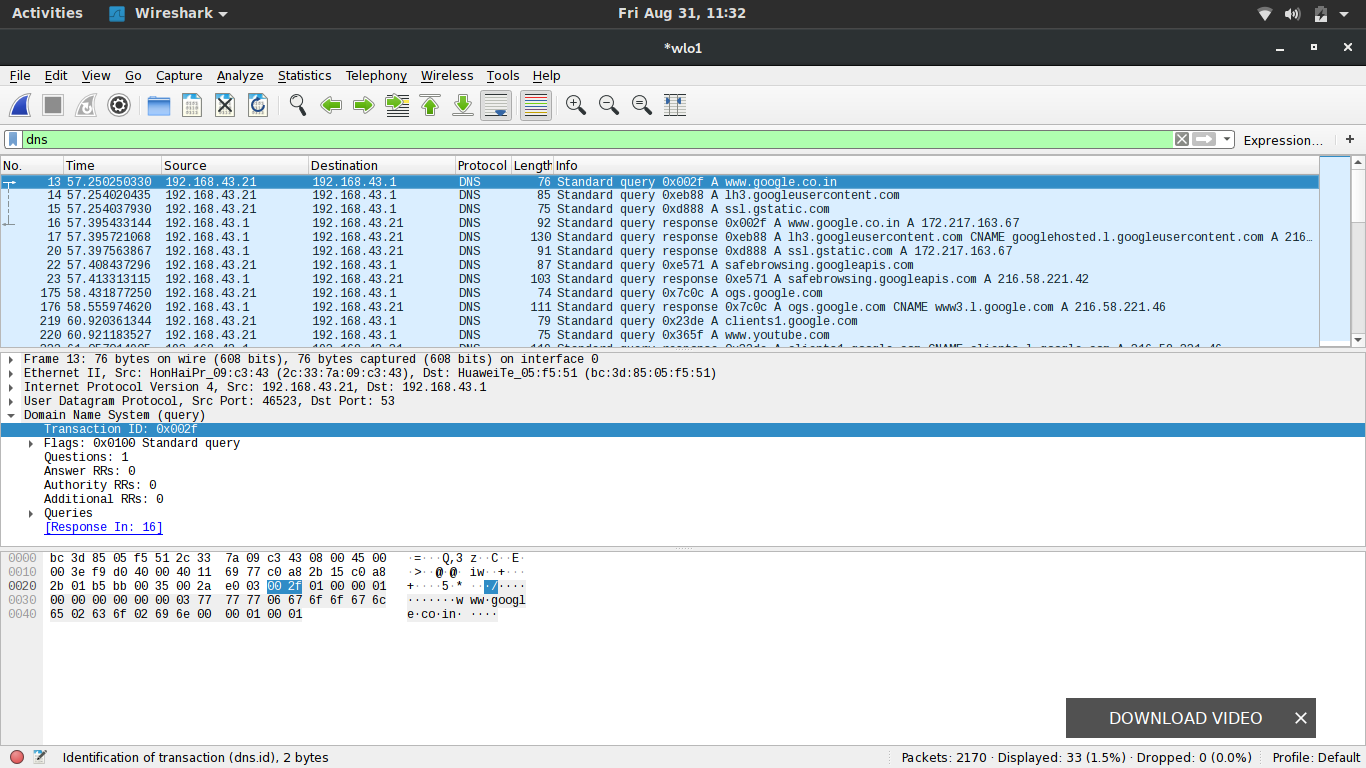 Activities Wireshark Fri Aug 31, 11:32
*wlo1
File Edit View Go Capture Analyze Statistics Telephony Wireless Tools Help
dns Expression… +
No. Time Source Destination Protocol Length Info
13 57.250250330 192.168.43.21 192.168.43.1 DNS 76 Standard query 0x002f A www.google.co.in
14 57.254020435 192.168.43.21 192.168.43.1 DNS 85 Standard query 0xeb88 A lh3.googleusercontent.com
15 57.254037930 192.168.43.21 192.168.43.1 DNS 75 Standard query 0xd888 A ssl.gstatic.com
16 57.395433144 192.168.43.1 192.168.43.21 DNS 92 Standard query response 0x002f A www.google.co.in A 172.217.163.67
17 57.395721068 192.168.43.1 192.168.43.21 DNS 130 Standard query response 0xeb88 A lh3.googleusercontent.com CNAME googlehosted.l.googleusercontent.com A 216…
20 57.397563867 192.168.43.1 192.168.43.21 DNS 91 Standard query response 0xd888 A ssl.gstatic.com A 172.217.163.67
22 57.408437296 192.168.43.21 192.168.43.1 DNS 87 Standard query 0xe571 A safebrowsing.googleapis.com
23 57.413313115 192.168.43.1 192.168.43.21 DNS 103 Standard query response 0xe571 A safebrowsing.googleapis.com A 216.58.221.42
175 58.431877250 192.168.43.21 192.168.43.1 DNS 74 Standard query 0x7c0c A ogs.google.com
176 58.555974620 192.168.43.1 192.168.43.21 DNS 111 Standard query response 0x7c0c A ogs.google.com CNAME www3.l.google.com A 216.58.221.46
219 60.920361344 192.168.43.21 192.168.43.1 DNS 79 Standard query 0x23de A clients1.google.com
220 60.921183527 192.168.43.21 192.168.43.1 DNS 75 Standard query 0x365f A www.youtube.com
Frame 13: 76 bytes on wire (608 bits), 76 bytes captured (608 bits) on interface 0
Ethernet II, Src: HonHaiPr_09:c3:43 (2c:33:7a:09:c3:43), Dst: HuaweiTe_05:f5:51 (bc:3d:85:05:f5:51)
Internet Protocol Version 4, Src: 192.168.43.21, Dst: 192.168.43.1
User Datagram Protocol, Src Port: 46523, Dst Port: 53
Domain Name System (query)
Transaction ID: 0x002f
Flags: 0x0100 Standard query
Questions: 1
Answer RRs: 0
Authority RRs: 0
Additional RRs: 0
Queries
[Response In: 16]
0000 bc 3d 85 05 f5 51 2c 33 7a 09 c3 43 08 00 45 00 ·=···Q,3 z··C··E·
0010 00 3e f9 d0 40 00 40 11 69 77 c0 a8 2b 15 c0 a8 ·>··@·@· iw··+···
0020 2b 01 b5 bb 00 35 00 2a e0 03 00 2f 01 00 00 01 +····5·* ···/····
0030 00 00 00 00 00 00 03 77 77 77 06 67 6f 6f 67 6c ·······w ww·googl
0040 65 02 63 6f 02 69 6e 00 00 01 00 01 e·co·in· ····
DOWNLOAD VIDEO ×
Identification of transaction (dns.id), 2 bytes Packets: 2170 · Displayed: 33 (1.5%) · Dropped: 0 (0.0%) Profile: Default